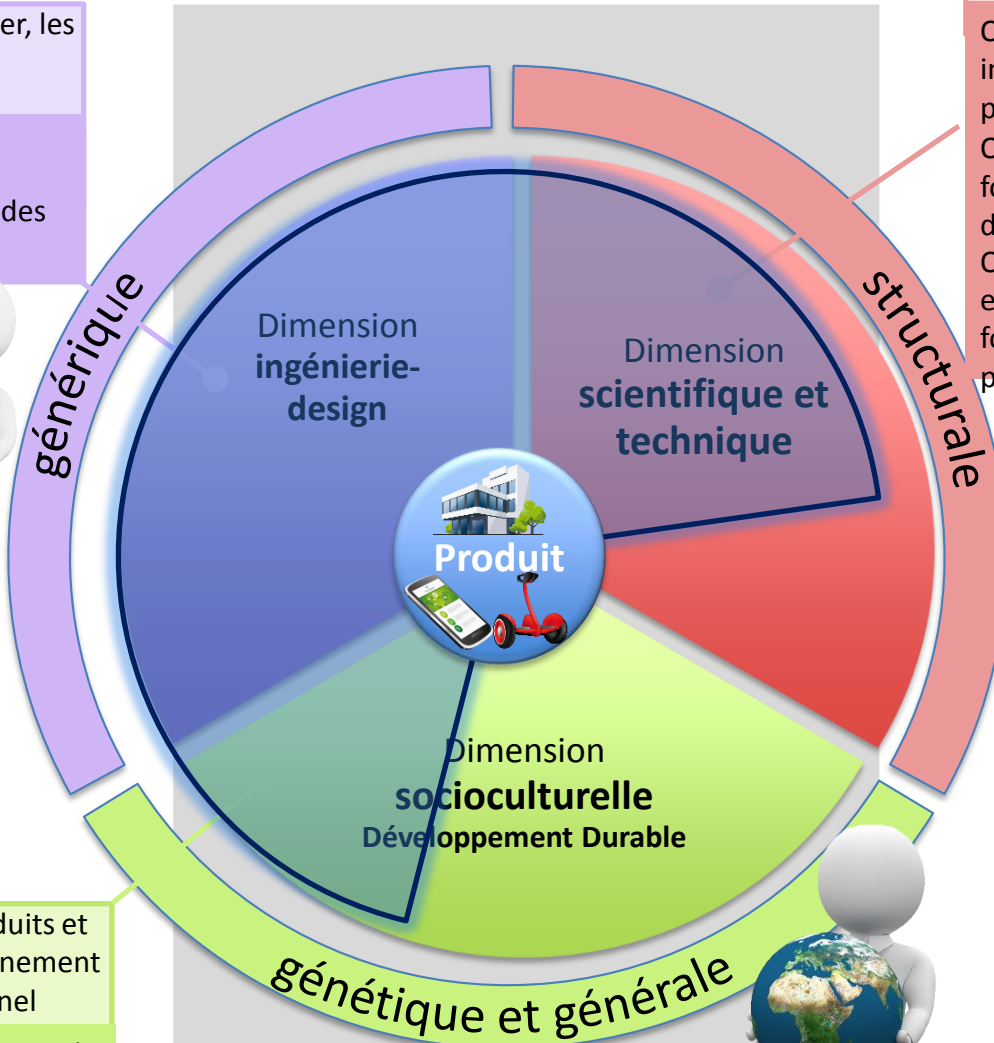 er, les
des
générique
Dimension
ingénierie-
design
Dimension
scientifique et
technique
structurale
Produit
Dimension
socioculturelle
Développement Durable
duits et
nement
nel
génétique et générale